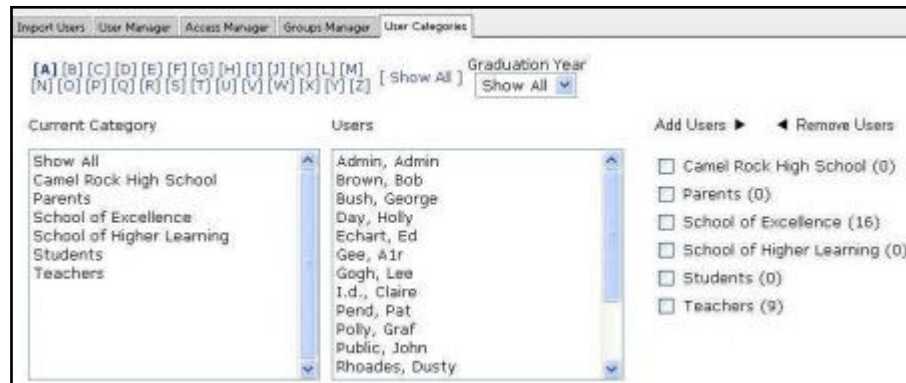 Import Users User Manager Access Manager Groups Manager User Categories
[A] [B] [C] [D] [E] [F] [G] [H] [I] [J] [K] [L] [M]
[N] [O] [P] [Q] [R] [S] [T] [U] [V] [W] [X] [Y] [Z]
[ Show All ]
Graduation Year
Show All
Current Category
Show All
Camel Rock High School
Parents
School of Excellence
School of Higher Learning
Students
Teachers
Users
Admin, Admin
Brown, Bob
Bush, George
Day, Holly
Echart, Ed
Gee, A1r
Gogh, Lee
I.d., Claire
Pend, Pat
Polly, Graf
Public, John
Rhoades, Dusty
Add Users ► ◄ Remove Users
Camel Rock High School (0)
Parents (0)
School of Excellence (16)
School of Higher Learning (0)
Students (0)
Teachers (9)